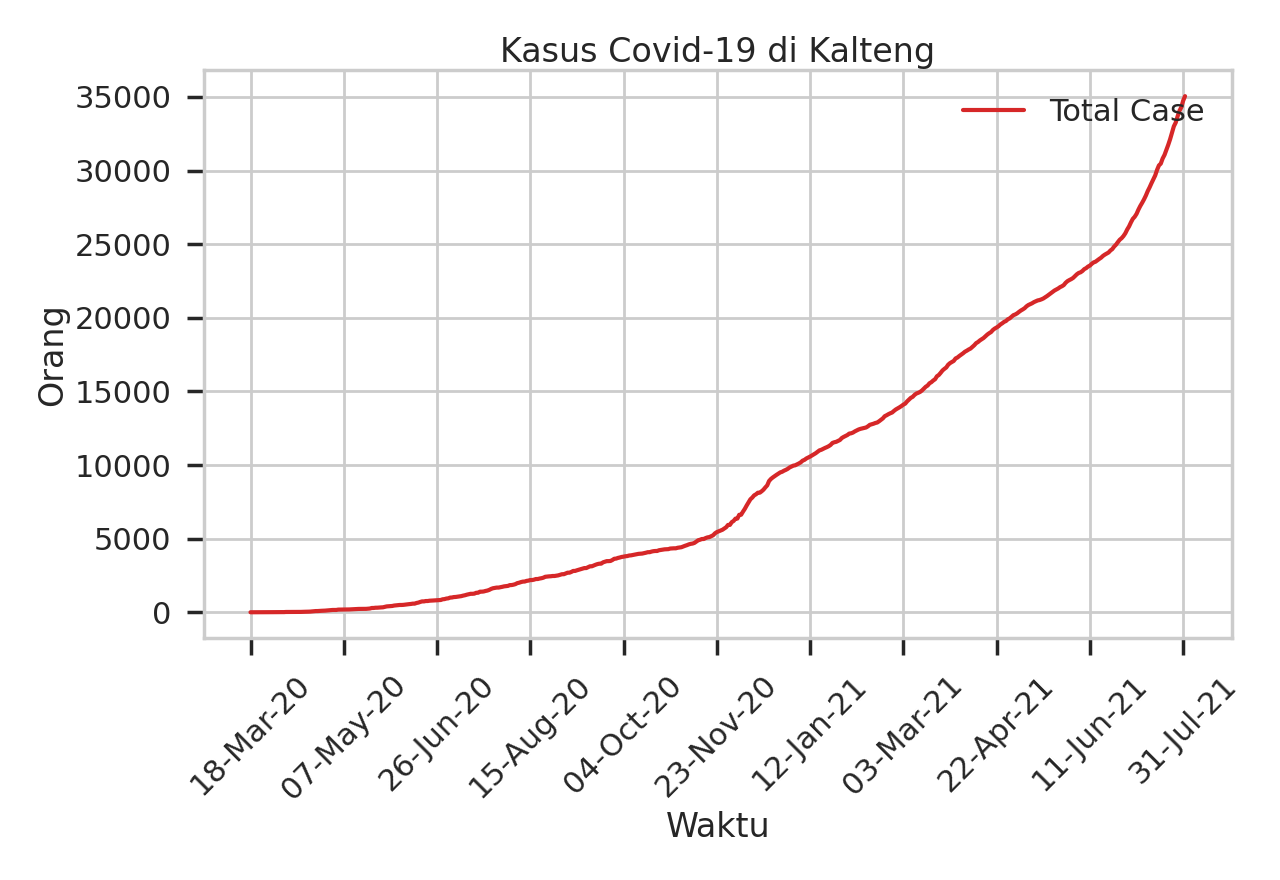 Kasus Covid-19 di Kalteng
Total Case
Orang
35000
30000
25000
20000
15000
10000
5000
0
18-Mar-20
07-May-20
26-Jun-20
15-Aug-20
04-Oct-20
23-Nov-20
12-Jan-21
03-Mar-21
22-Apr-21
11-Jun-21
31-Jul-21
Waktu